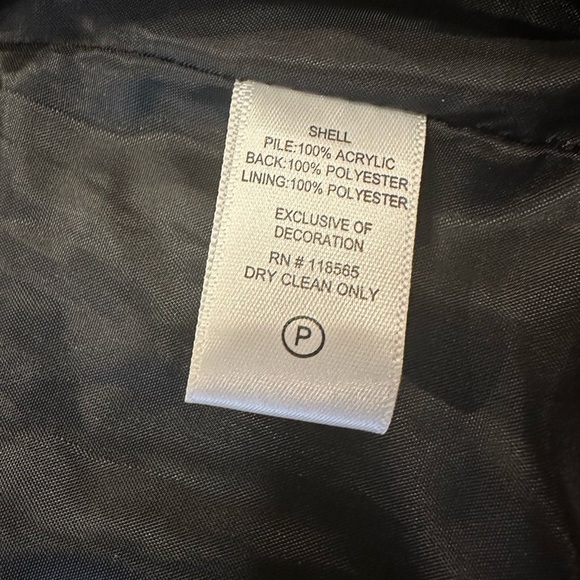 SHELL
PILE:100% ACRYLIC
BACK:100% POLYESTER
LINING:100% POLYESTER
EXCLUSIVE OF
DECORATION
RN # 118565
DRY CLEAN ONLY
P